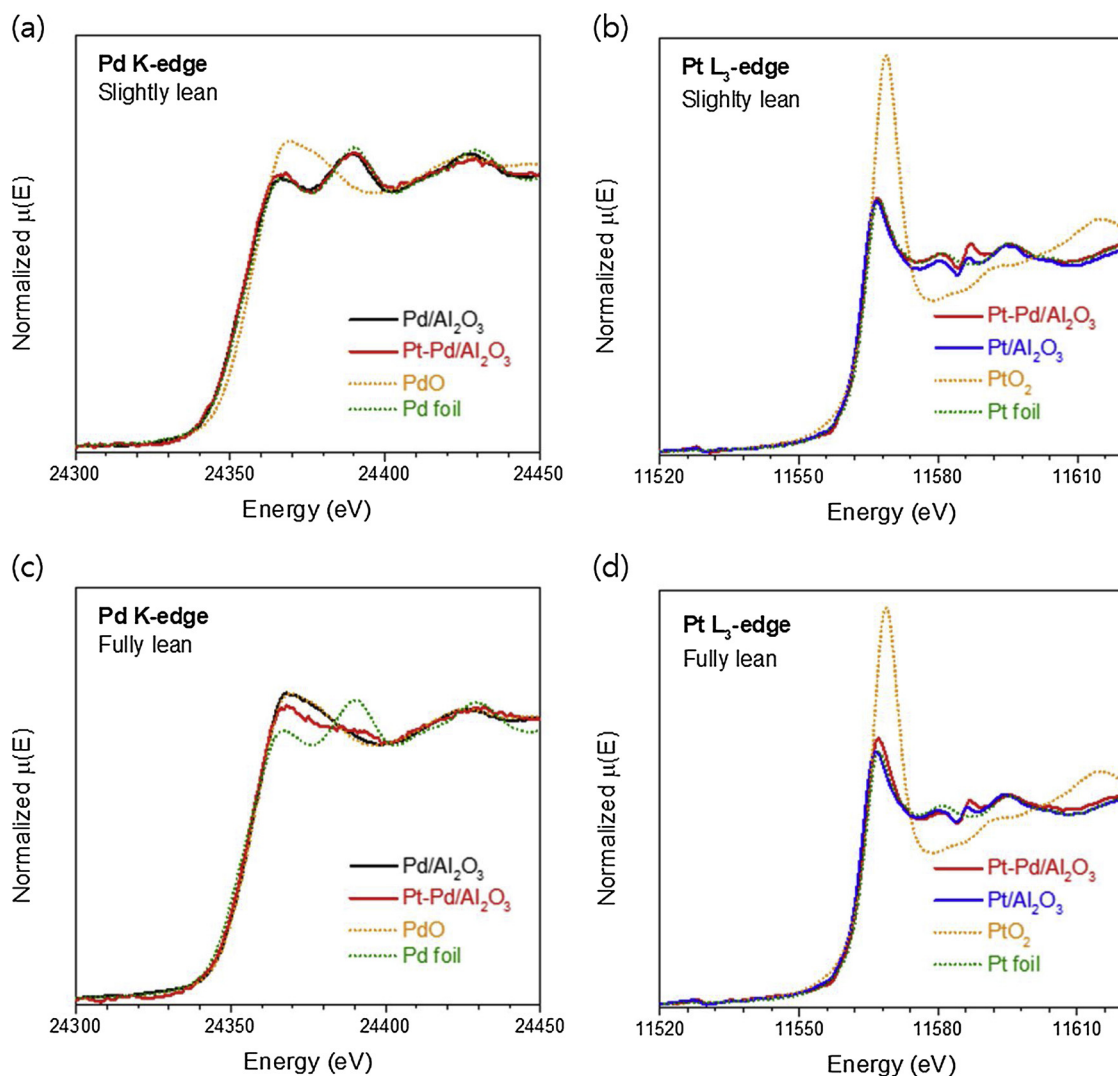 (a)
Pd K-edge
Slightly lean
Normalized μ(E)
Pd/Al₂O₃
Pt-Pd/Al₂O₃
PdO
Pd foil
24300 24350 24400 24450
Energy (eV)
(b)
Pt L₃-edge
Slighlty lean
Normalized μ(E)
Pt-Pd/Al₂O₃
Pt/Al₂O₃
PtO₂
Pt foil
11520 11550 11580 11610
Energy (eV)
(c)
Pd K-edge
Fully lean
Normalized μ(E)
Pd/Al₂O₃
Pt-Pd/Al₂O₃
PdO
Pd foil
24300 24350 24400 24450
Energy (eV)
(d)
Pt L₃-edge
Fully lean
Normalized μ(E)
Pt-Pd/Al₂O₃
Pt/Al₂O₃
PtO₂
Pt foil
11520 11550 11580 11610
Energy (eV)